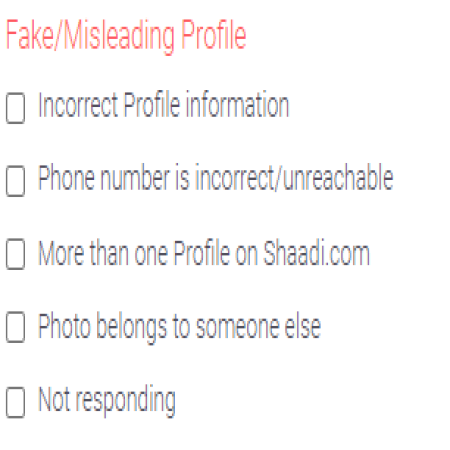 Fake/Misleading Profile
Incorrect Profile information
Phone number is incorrect/unreachable
More than one Profile on Shaadi.com
Photo belongs to someone else
Not responding